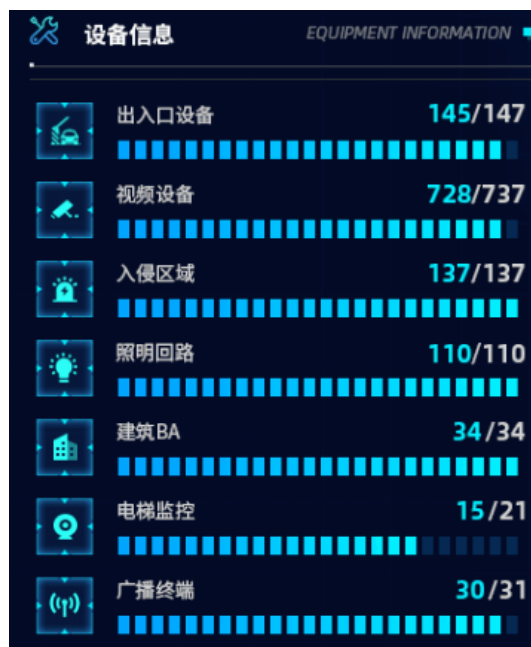 设备信息 EQUIPMENT INFORMATION
出入口设备 145/147
视频设备 728/737
入侵区域 137/137
照明回路 110/110
建筑BA 34/34
电梯监控 15/21
广播终端 30/31